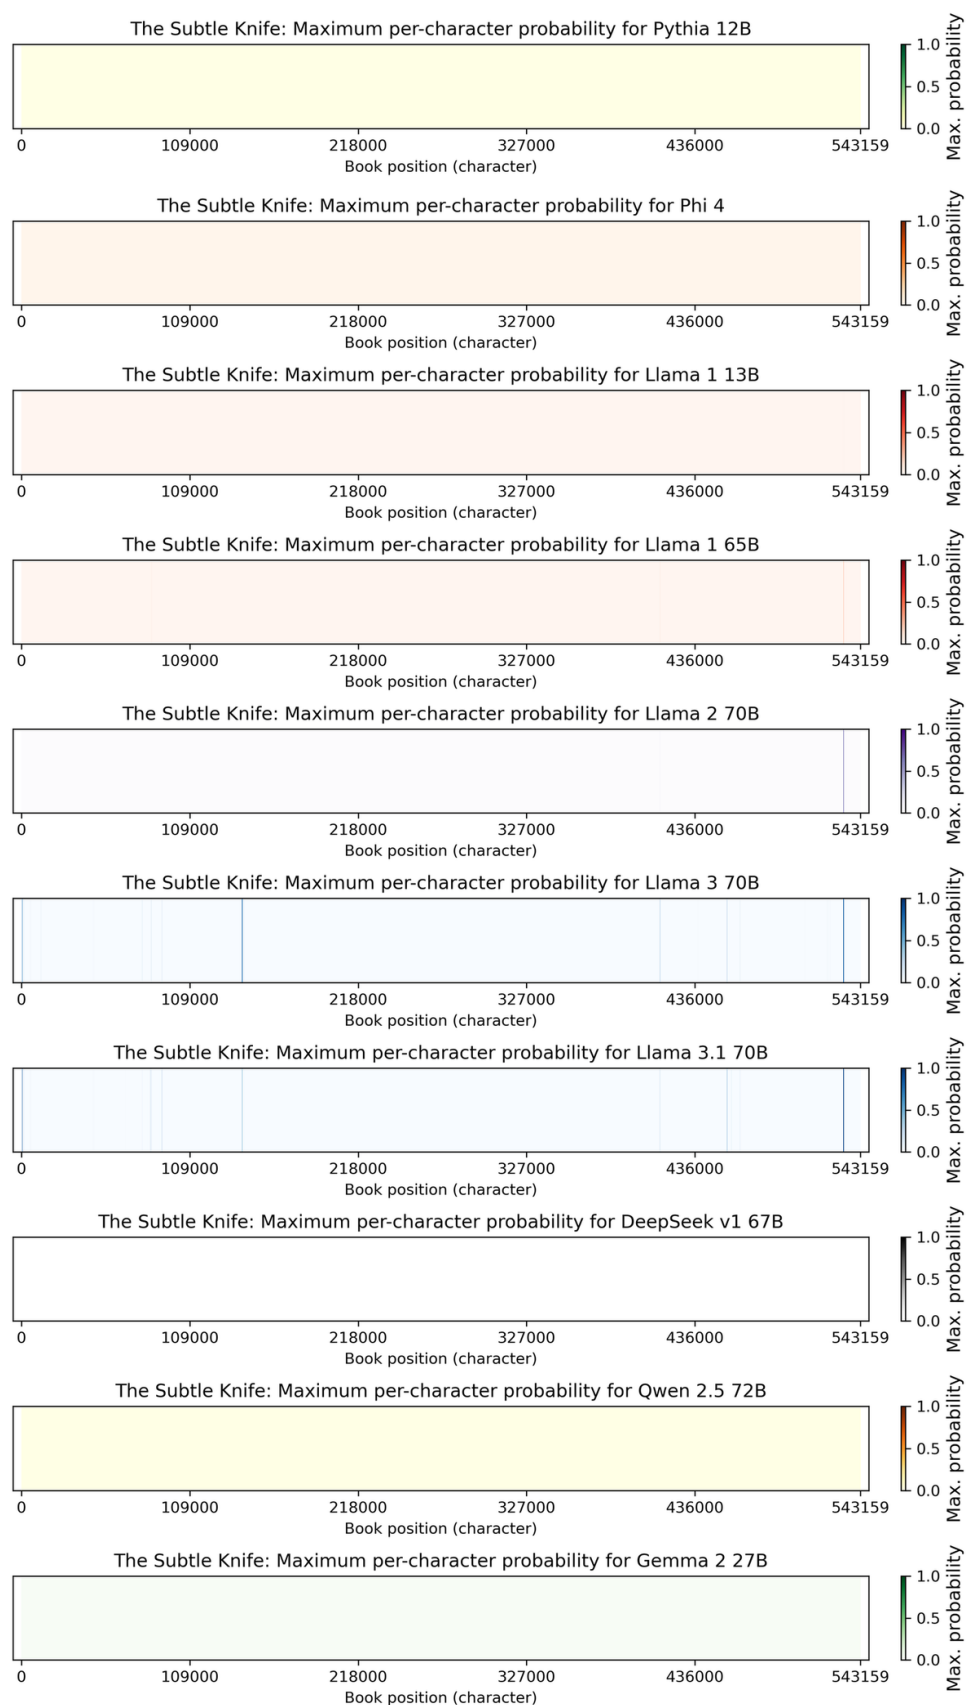 The Subtle Knife: Maximum per-character probability for Pythia 12B
1.0
0.5
0.0
Max. probability
0 109000 218000 327000 436000 543159
Book position (character)
The Subtle Knife: Maximum per-character probability for Phi 4
1.0
0.5
0.0
Max. probability
0 109000 218000 327000 436000 543159
Book position (character)
The Subtle Knife: Maximum per-character probability for Llama 1 13B
1.0
0.5
0.0
Max. probability
0 109000 218000 327000 436000 543159
Book position (character)
The Subtle Knife: Maximum per-character probability for Llama 1 65B
1.0
0.5
0.0
Max. probability
0 109000 218000 327000 436000 543159
Book position (character)
The Subtle Knife: Maximum per-character probability for Llama 2 70B
1.0
0.5
0.0
Max. probability
0 109000 218000 327000 436000 543159
Book position (character)
The Subtle Knife: Maximum per-character probability for Llama 3 70B
1.0
0.5
0.0
Max. probability
0 109000 218000 327000 436000 543159
Book position (character)
The Subtle Knife: Maximum per-character probability for Llama 3.1 70B
1.0
0.5
0.0
Max. probability
0 109000 218000 327000 436000 543159
Book position (character)
The Subtle Knife: Maximum per-character probability for DeepSeek v1 67B
1.0
0.5
0.0
Max. probability
0 109000 218000 327000 436000 543159
Book position (character)
The Subtle Knife: Maximum per-character probability for Qwen 2.5 72B
1.0
0.5
0.0
Max. probability
0 109000 218000 327000 436000 543159
Book position (character)
The Subtle Knife: Maximum per-character probability for Gemma 2 27B
1.0
0.5
0.0
Max. probability
0 109000 218000 327000 436000 543159
Book position (character)